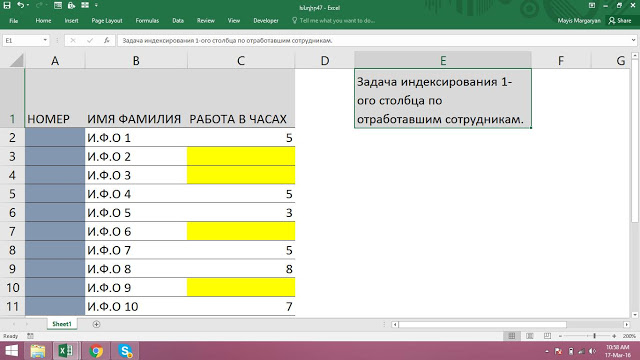 խնդիր47 - Excel
File Home Insert Page Layout Formulas Data Review View Developer Tell me what you want to do... Mayis Margaryan Share
E1 fx Задача индексирования 1-ого столбца по отработавшим сотрудникам.
A B C D E F G
1 НОМЕР ИМЯ ФАМИЛИЯ РАБОТА В ЧАСАХ
Задача индексирования 1-
ого столбца по
отработавшим сотрудникам.
2 И.Ф.О 1 5
3 И.Ф.О 2
4 И.Ф.О 3
5 И.Ф.О 4 5
6 И.Ф.О 5 3
7 И.Ф.О 6
8 И.Ф.О 7 5
9 И.Ф.О 8 8
10 И.Ф.О 9
11 И.Ф.О 10 7
Sheet1
Ready 200%
10:58 AM
17-Mar-16